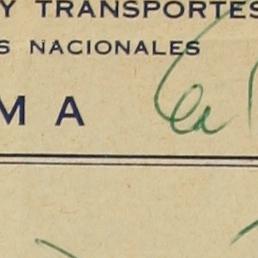 Y TRANSPORTES
S NACIONALES
M A